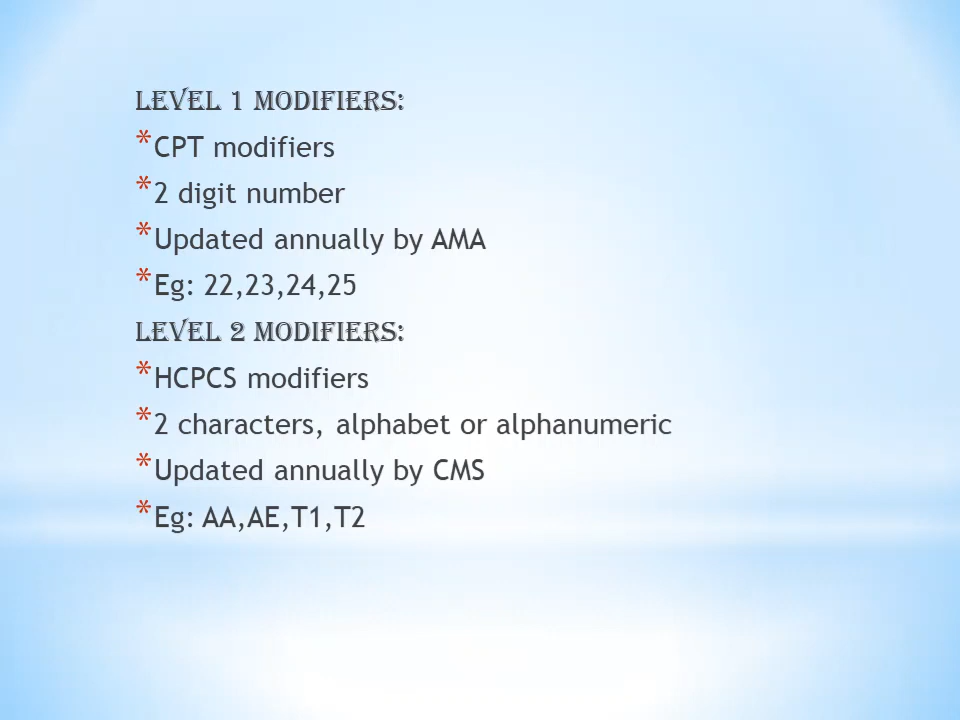 LEVEL 1 MODIFIERS:
*CPT modifiers
*2 digit number
*Updated annually by AMA
*Eg: 22,23,24,25
LEVEL 2 MODIFIERS:
*HCPCS modifiers
*2 characters, alphabet or alphanumeric
*Updated annually by CMS
*Eg: AA,AE,T1,T2